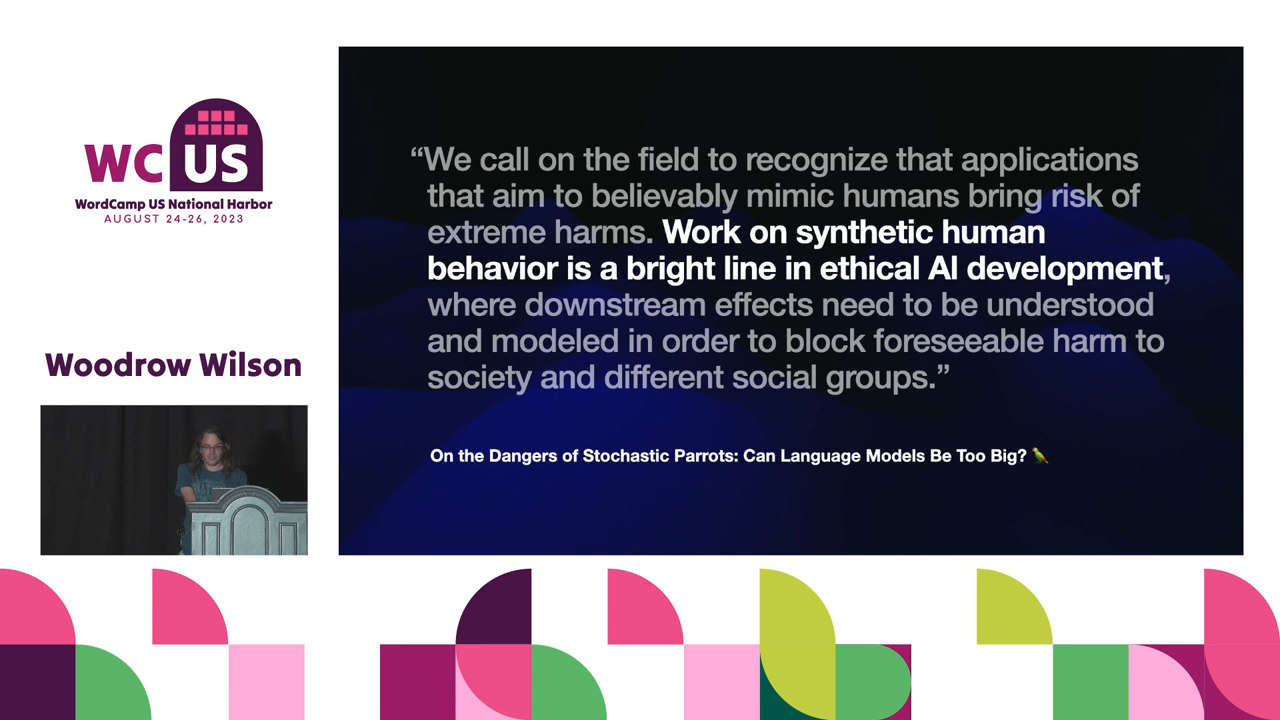 WC US
WordCamp US National Harbor
AUGUST 24-26, 2023
Woodrow Wilson
“We call on the field to recognize that applications
that aim to believably mimic humans bring risk of
extreme harms. Work on synthetic human
behavior is a bright line in ethical AI development,
where downstream effects need to be understood
and modeled in order to block foreseeable harm to
society and different social groups.”
On the Dangers of Stochastic Parrots: Can Language Models Be Too Big? 🦜